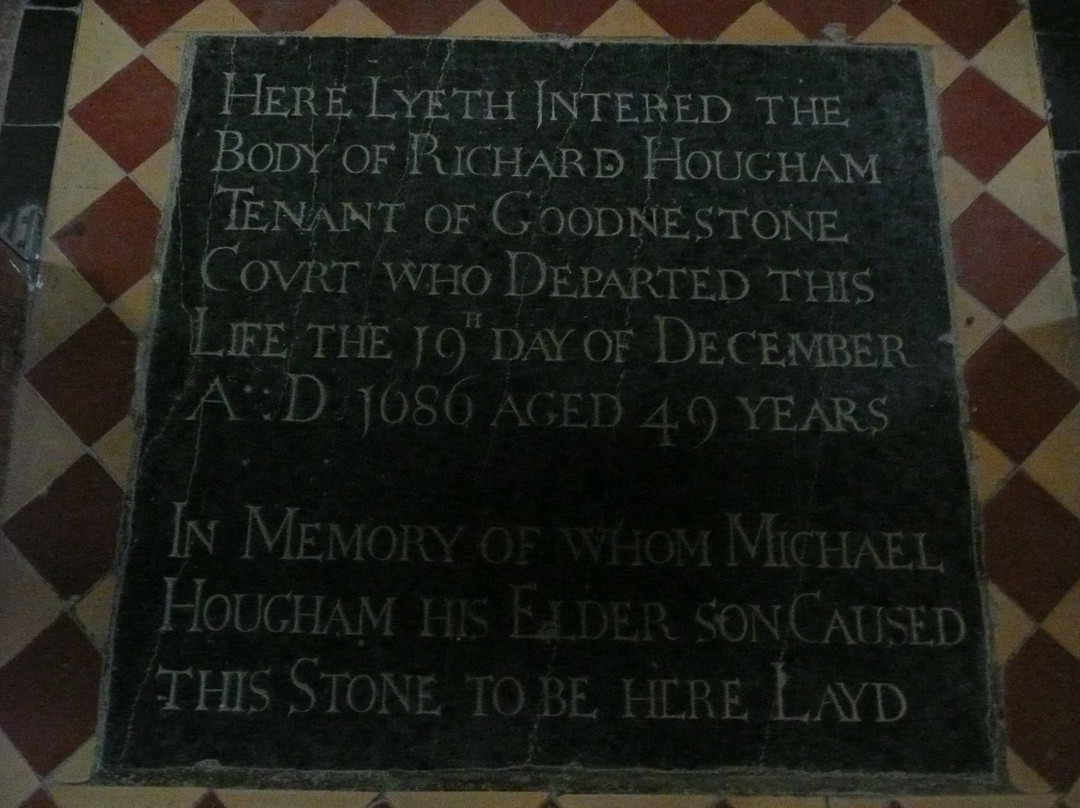 HERE LYETH JNTERED THE
BODY OF RICHARD HOUGHAM
TENANT OF GOODNESTONE
COVRT WHO DEPARTED THIS
LIFE THE 19TH DAY OF DECEMBER
A::D 1686 AGED 49 YEARS
IN MEMORY OF WHOM MICHAEL
HOUGHAM HIS ELDER SON CAUSED
THIS STONE TO BE HERE LAYD